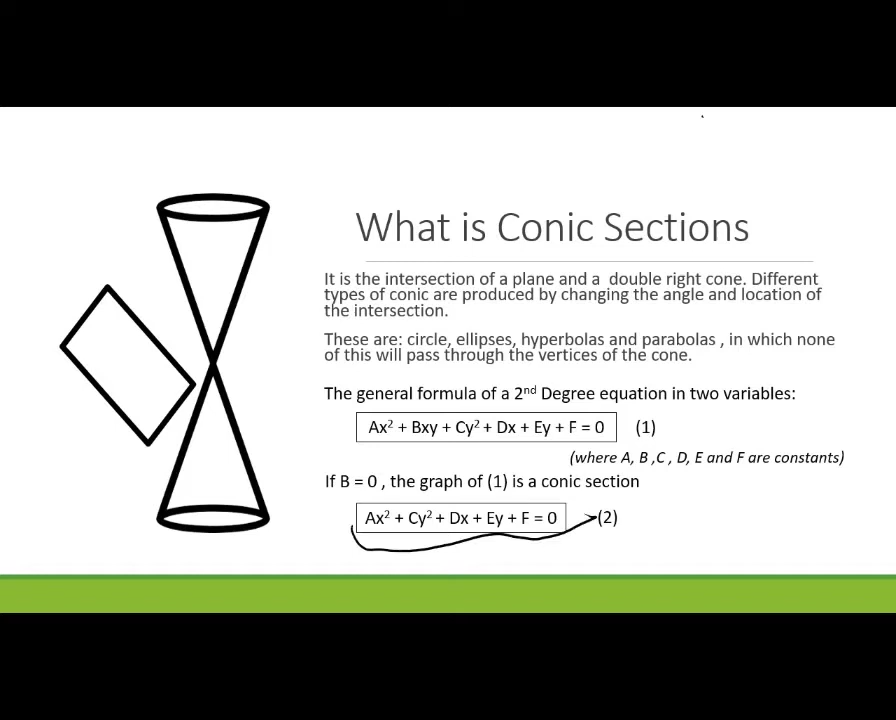 What is Conic Sections
It is the intersection of a plane and a double right cone. Different
types of conic are produced by changing the angle and location of
the intersection.
These are: circle, ellipses, hyperbolas and parabolas , in which none
of this will pass through the vertices of the cone.
The general formula of a 2nd Degree equation in two variables:
Ax² + Bxy + Cy² + Dx + Ey + F = 0 (1)
(where A, B ,C , D, E and F are constants)
If B = 0 , the graph of (1) is a conic section
Ax² + Cy² + Dx + Ey + F = 0 (2)